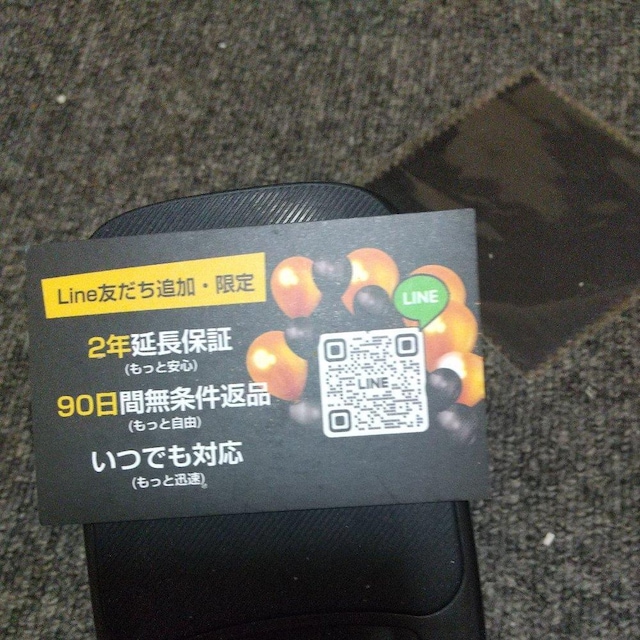 Line友だち追加・限定
LINE
2年延長保証
(もっと安心)
LINE
90日間無条件返品
(もっと自由)
いつでも対応
(もっと迅速)